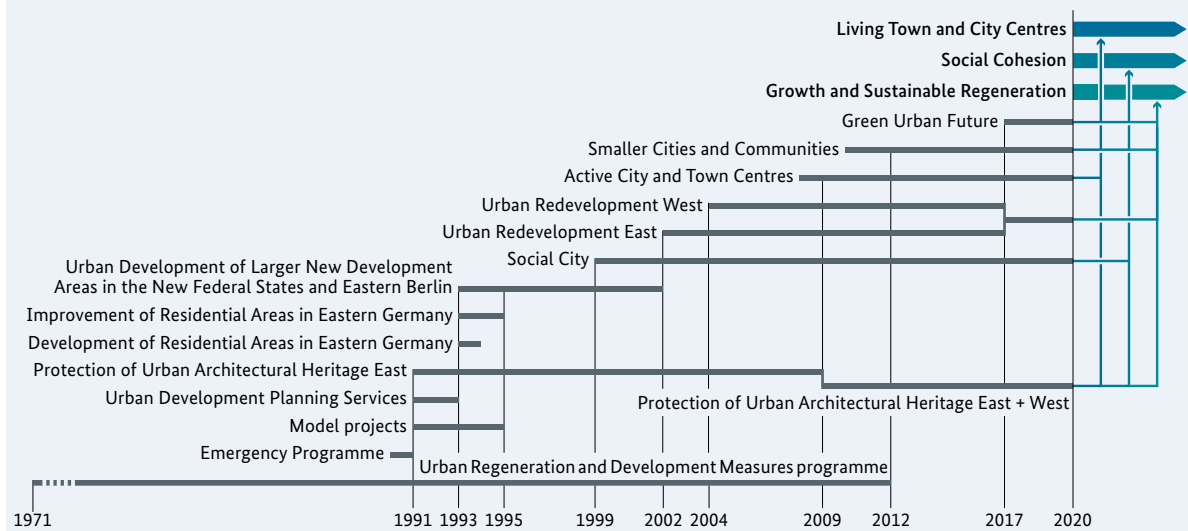 Living Town and City Centres
Social Cohesion
Growth and Sustainable Regeneration
Green Urban Future
Smaller Cities and Communities
Active City and Town Centres
Urban Redevelopment West
Urban Redevelopment East
Social City
Urban Development of Larger New Development
Areas in the New Federal States and Eastern Berlin
Improvement of Residential Areas in Eastern Germany
Development of Residential Areas in Eastern Germany
Protection of Urban Architectural Heritage East
Urban Development Planning Services
Protection of Urban Architectural Heritage East + West
Model projects
Emergency Programme
Urban Regeneration and Development Measures programme
1971 1991 1993 1995 1999 2002 2004 2009 2012 2017 2020